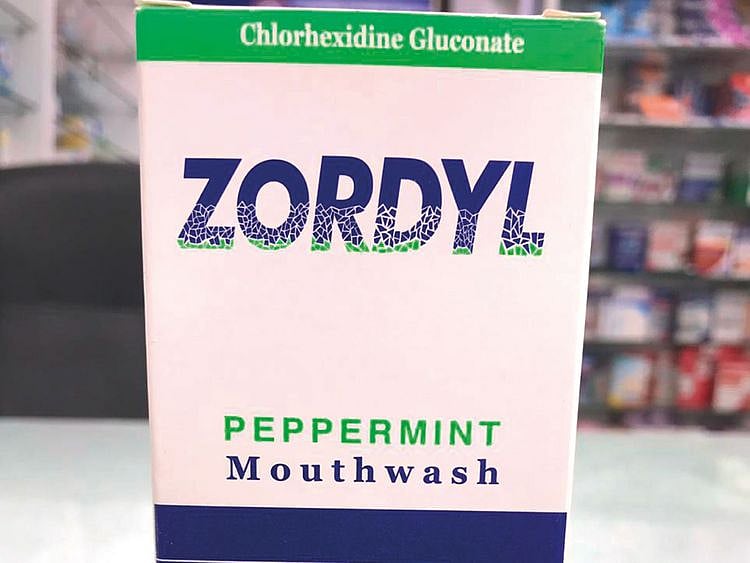 Chlorhexidine Gluconate
ZORDYL
PEPPERMINT
Mouthwash